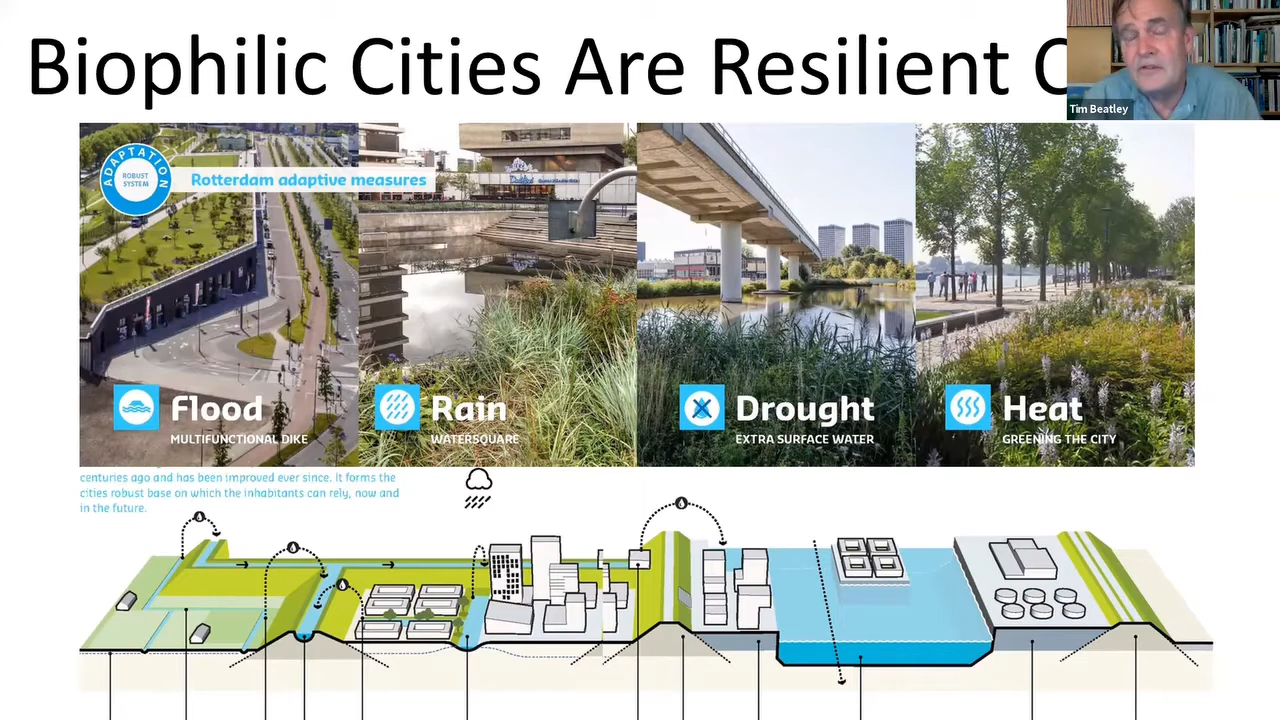 Biophilic Cities Are Resilient C
Tim Beatley
ADAPTATION
ROBUST
SYSTEM
Rotterdam adaptive measures
Flood
MULTIFUNCTIONAL DIKE
Rain
WATERSQUARE
Drought
EXTRA SURFACE WATER
Heat
GREENING THE CITY
centuries ago and has been improved ever since. It forms the
cities robust base on which the inhabitants can rely, now and
in the future.